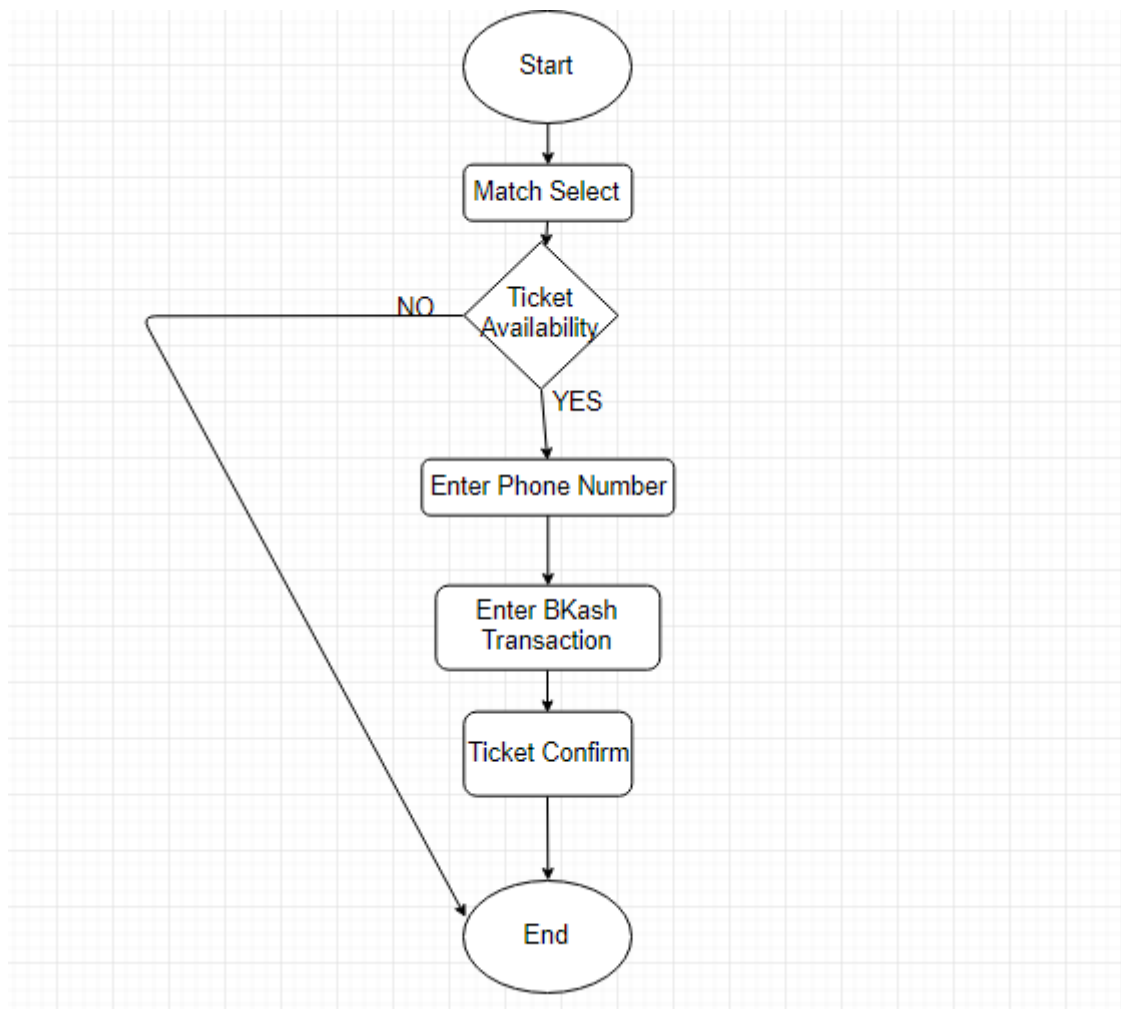 Start
Match Select
Ticket
Availability
NO
YES
Enter Phone Number
Enter BKash
Transaction
Ticket Confirm
End